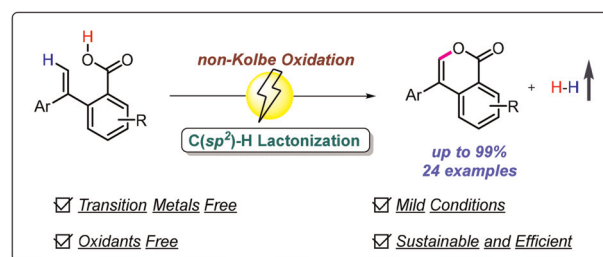 H
H
O
O
Ar
R
non-Kolbe Oxidation
C(sp²)-H Lactonization
O
O
Ar
R
+ H-H
up to 99%
24 examples
☑ Transition Metals Free
☑ Mild Conditions
☑ Oxidants Free
☑ Sustainable and Efficient